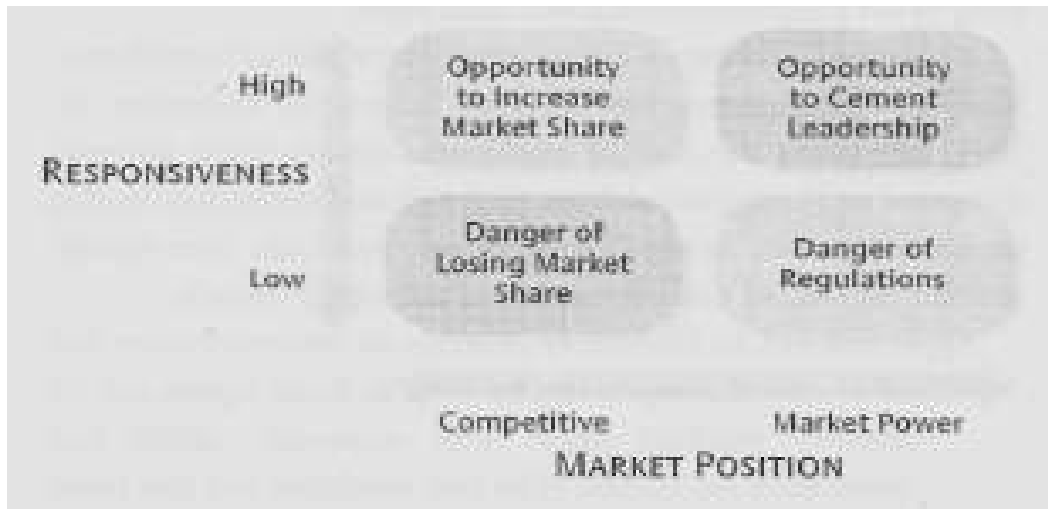 High
Opportunity
to Increase
Market Share
Opportunity
to Cement
Leadership
RESPONSIVENESS
Low
Danger of
Losing Market
Share
Danger of
Regulations
Competitive
Market Power
MARKET POSITION